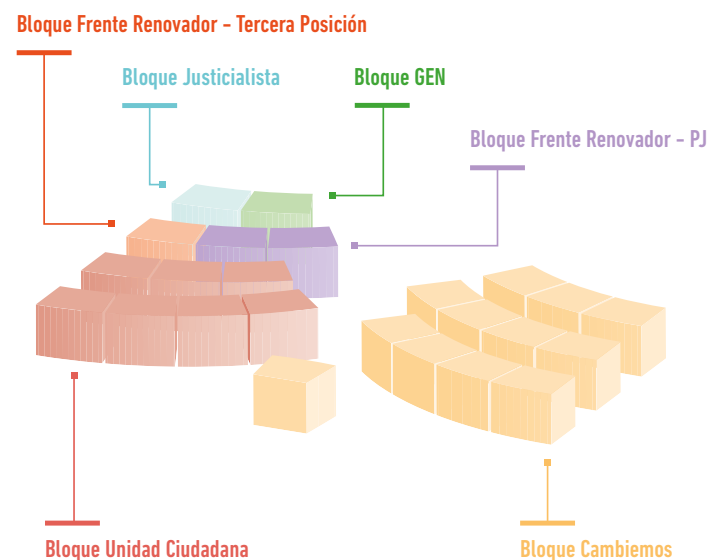 Bloque Frente Renovador - Tercera Posición
Bloque Justicialista
Bloque GEN
Bloque Frente Renovador - PJ
Bloque Unidad Ciudadana
Bloque Cambiemos